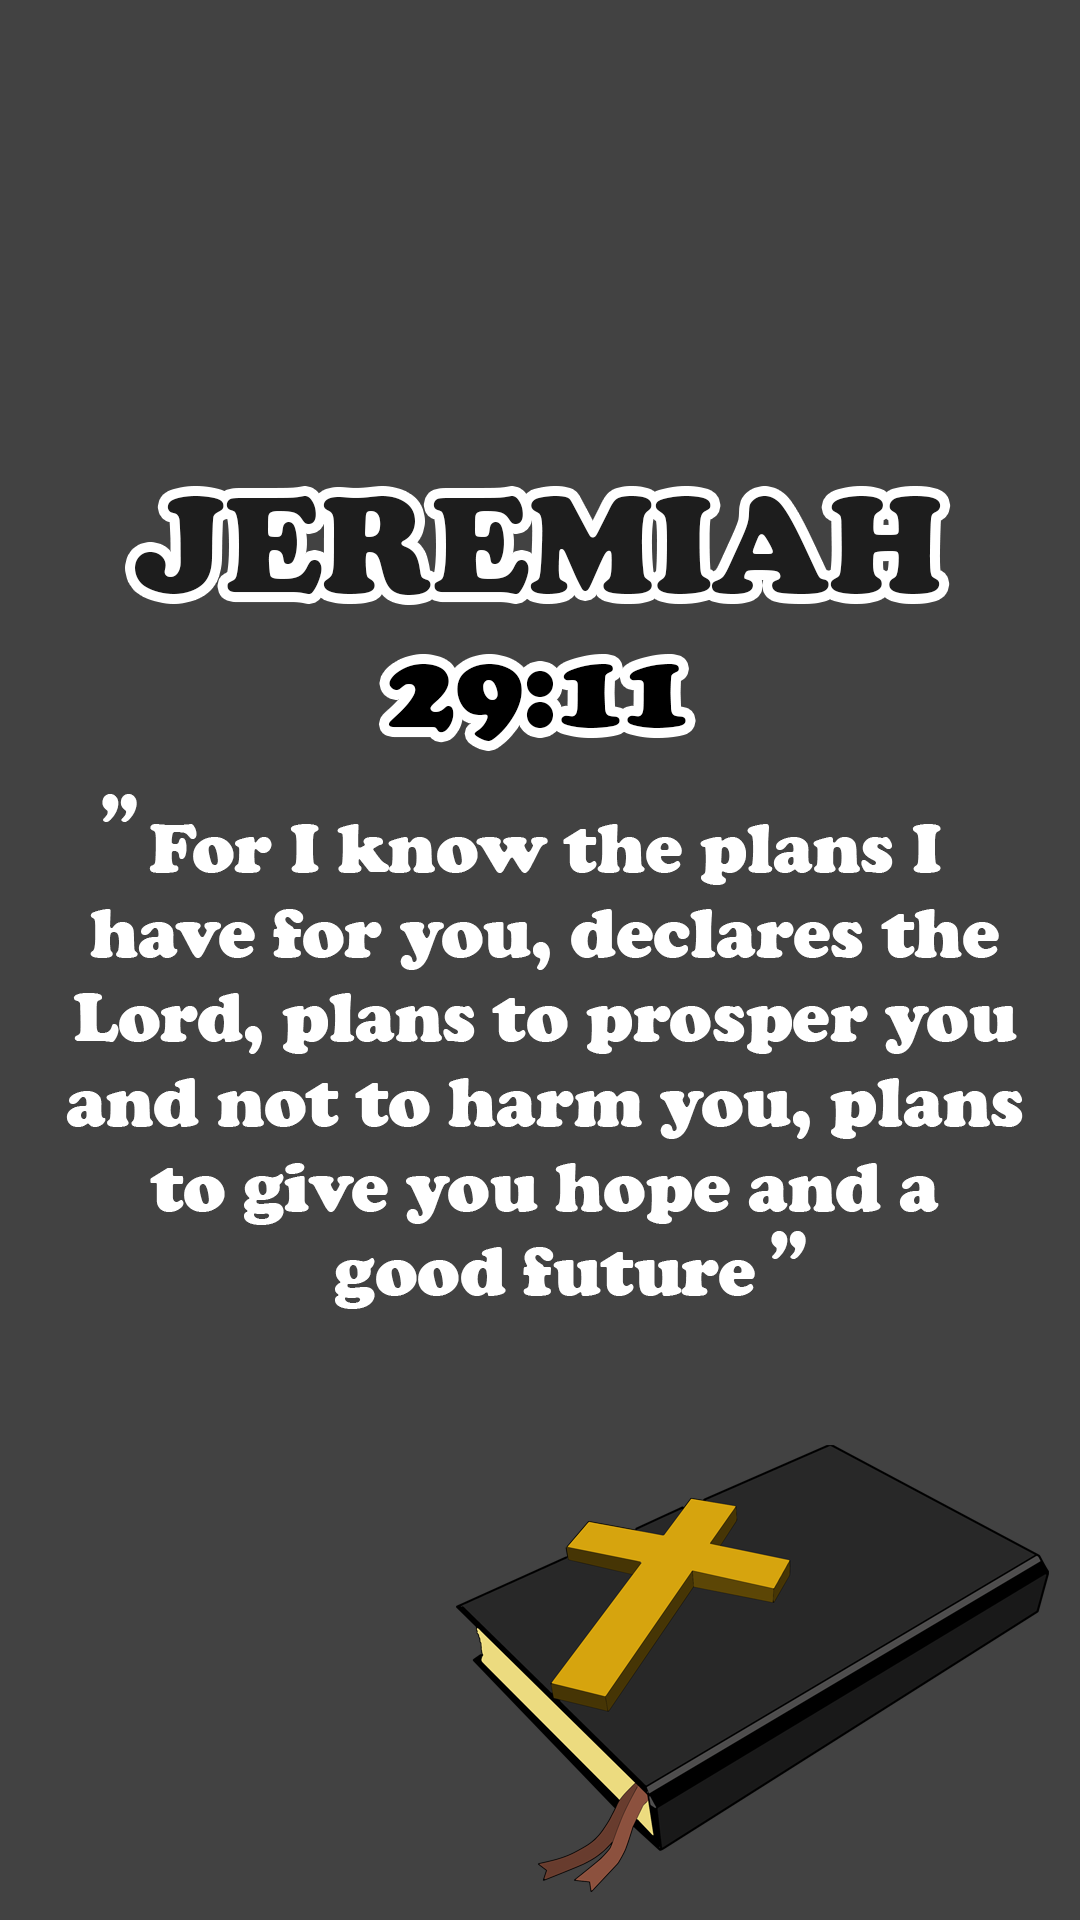 JEREMIAH
29:11
”For I know the plans I
have for you, declares the
Lord, plans to prosper you
and not to harm you, plans
to give you hope and a
good future”